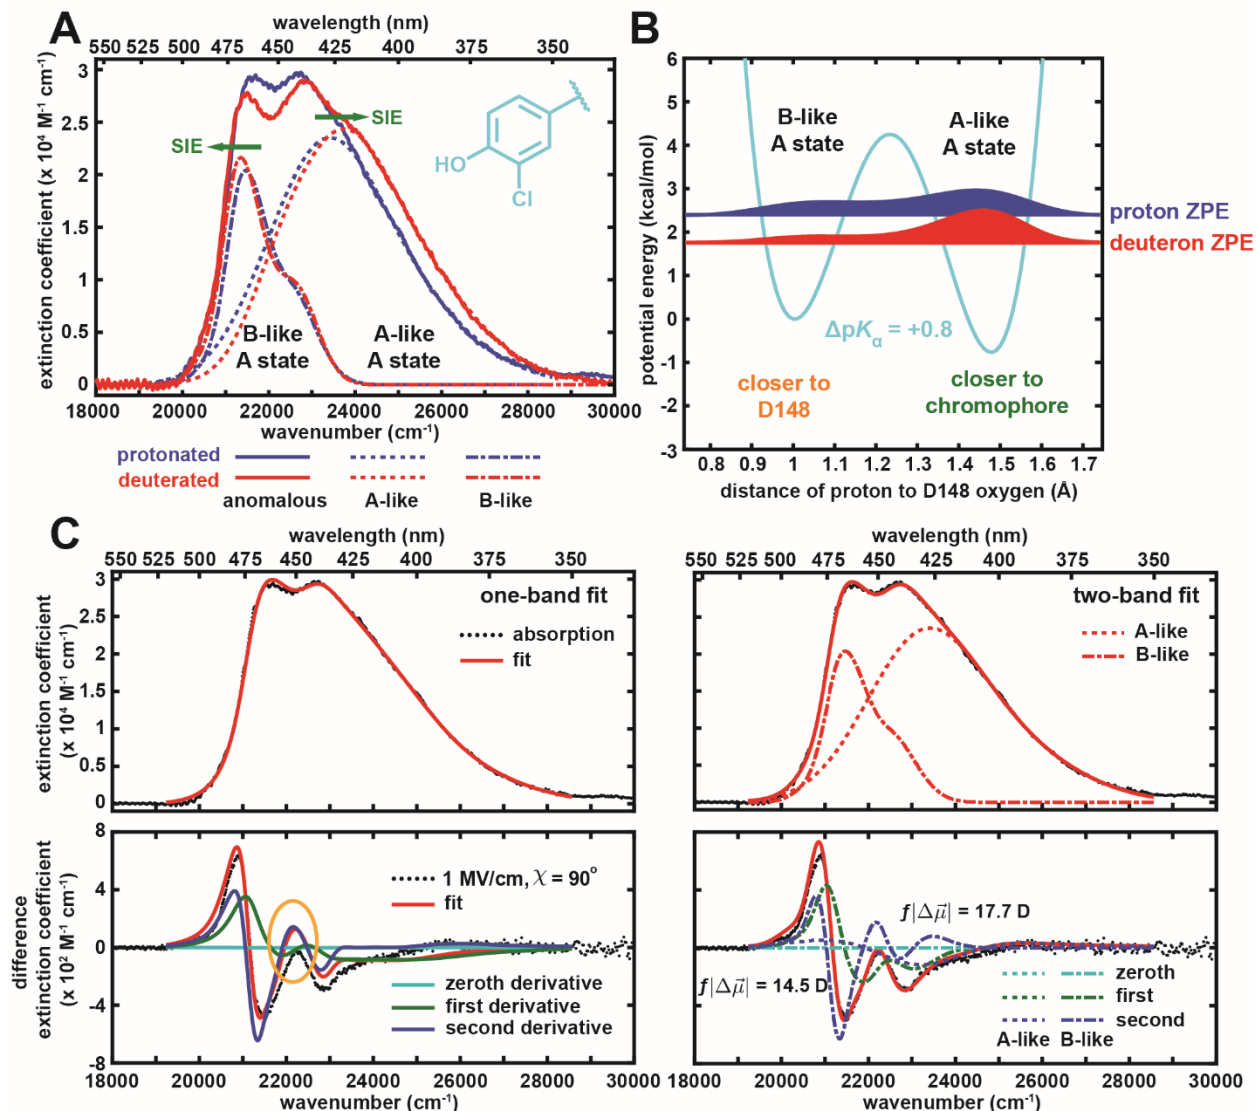 A
wavelength (nm)
550 525 500 475 450 425 400 375 350
extinction coefficient (x 10⁴ M⁻¹ cm⁻¹)
3
2.5
2
1.5
1
0.5
0
SIE
SIE
HO
Cl
B-like
A state
A-like
A state
18000 20000 22000 24000 26000 28000 30000
wavenumber (cm⁻¹)
protonated
deuterated
anomalous A-like B-like
B
potential energy (kcal/mol)
6
5
4
3
2
1
0
-1
-2
-3
B-like
A state
A-like
A state
proton ZPE
deuteron ZPE
ΔpKα = +0.8
closer to
D148
closer to
chromophore
0.8 0.9 1 1.1 1.2 1.3 1.4 1.5 1.6 1.7
distance of proton to D148 oxygen (Å)
C
wavelength (nm)
550 525 500 475 450 425 400 375 350
extinction coefficient
(x 10⁴ M⁻¹ cm⁻¹)
3
2.5
2
1.5
1
0.5
0
one-band fit
absorption
fit
difference
extinction coefficient
(x 10² M⁻¹ cm⁻¹)
8
4
0
-4
-8
1 MV/cm, χ = 90°
fit
zeroth derivative
first derivative
second derivative
18000 20000 22000 24000 26000 28000 30000
wavenumber (cm⁻¹)
wavelength (nm)
550 525 500 475 450 425 400 375 350
two-band fit
A-like
B-like
f|Δμ⃗| = 17.7 D
f|Δμ⃗| = 14.5 D
zeroth
first
second
A-like B-like
18000 20000 22000 24000 26000 28000 30000
wavenumber (cm⁻¹)